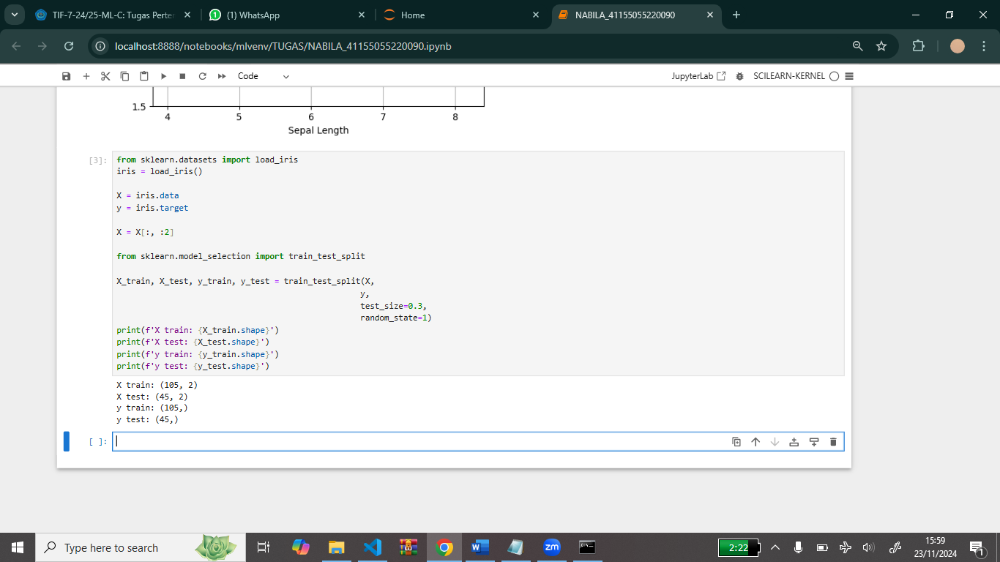 TIF-7-24/25-ML-C: Tugas Perter
(1) WhatsApp
Home
NABILA_41155055220090
localhost:8888/notebooks/mlvenv/TUGAS/NABILA_41155055220090.ipynb
Code
JupyterLab
SCILEARN-KERNEL
1.5
4 5 6 7 8
Sepal Length
[3]:
from sklearn.datasets import load_iris
iris = load_iris()
X = iris.data
y = iris.target
X = X[:, :2]
from sklearn.model_selection import train_test_split
X_train, X_test, y_train, y_test = train_test_split(X,
y,
test_size=0.3,
random_state=1)
print(f'X train: {X_train.shape}')
print(f'X test: {X_test.shape}')
print(f'y train: {y_train.shape}')
print(f'y test: {y_test.shape}')
X train: (105, 2)
X test: (45, 2)
y train: (105,)
y test: (45,)
[ ]:
Type here to search
W
zm
2:22
15:59
23/11/2024
1